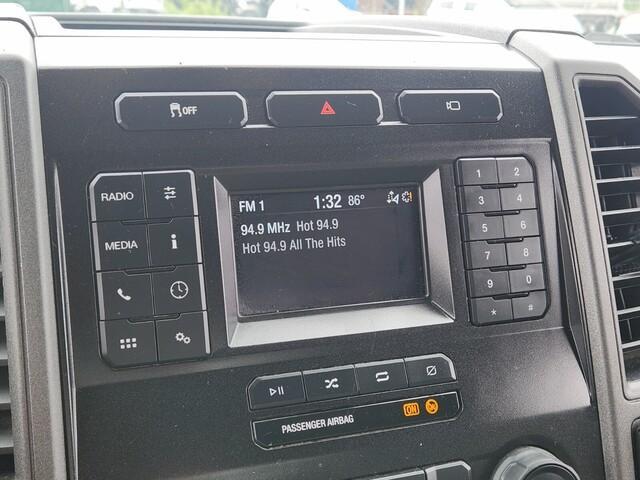 OFF
RADIO
MEDIA
i
FM 1 1:32 86°
94.9 MHz Hot 94.9
Hot 94.9 All The Hits
1 2
3 4
5 6
7 8
9 0
* #
PASSENGER AIRBAG ON